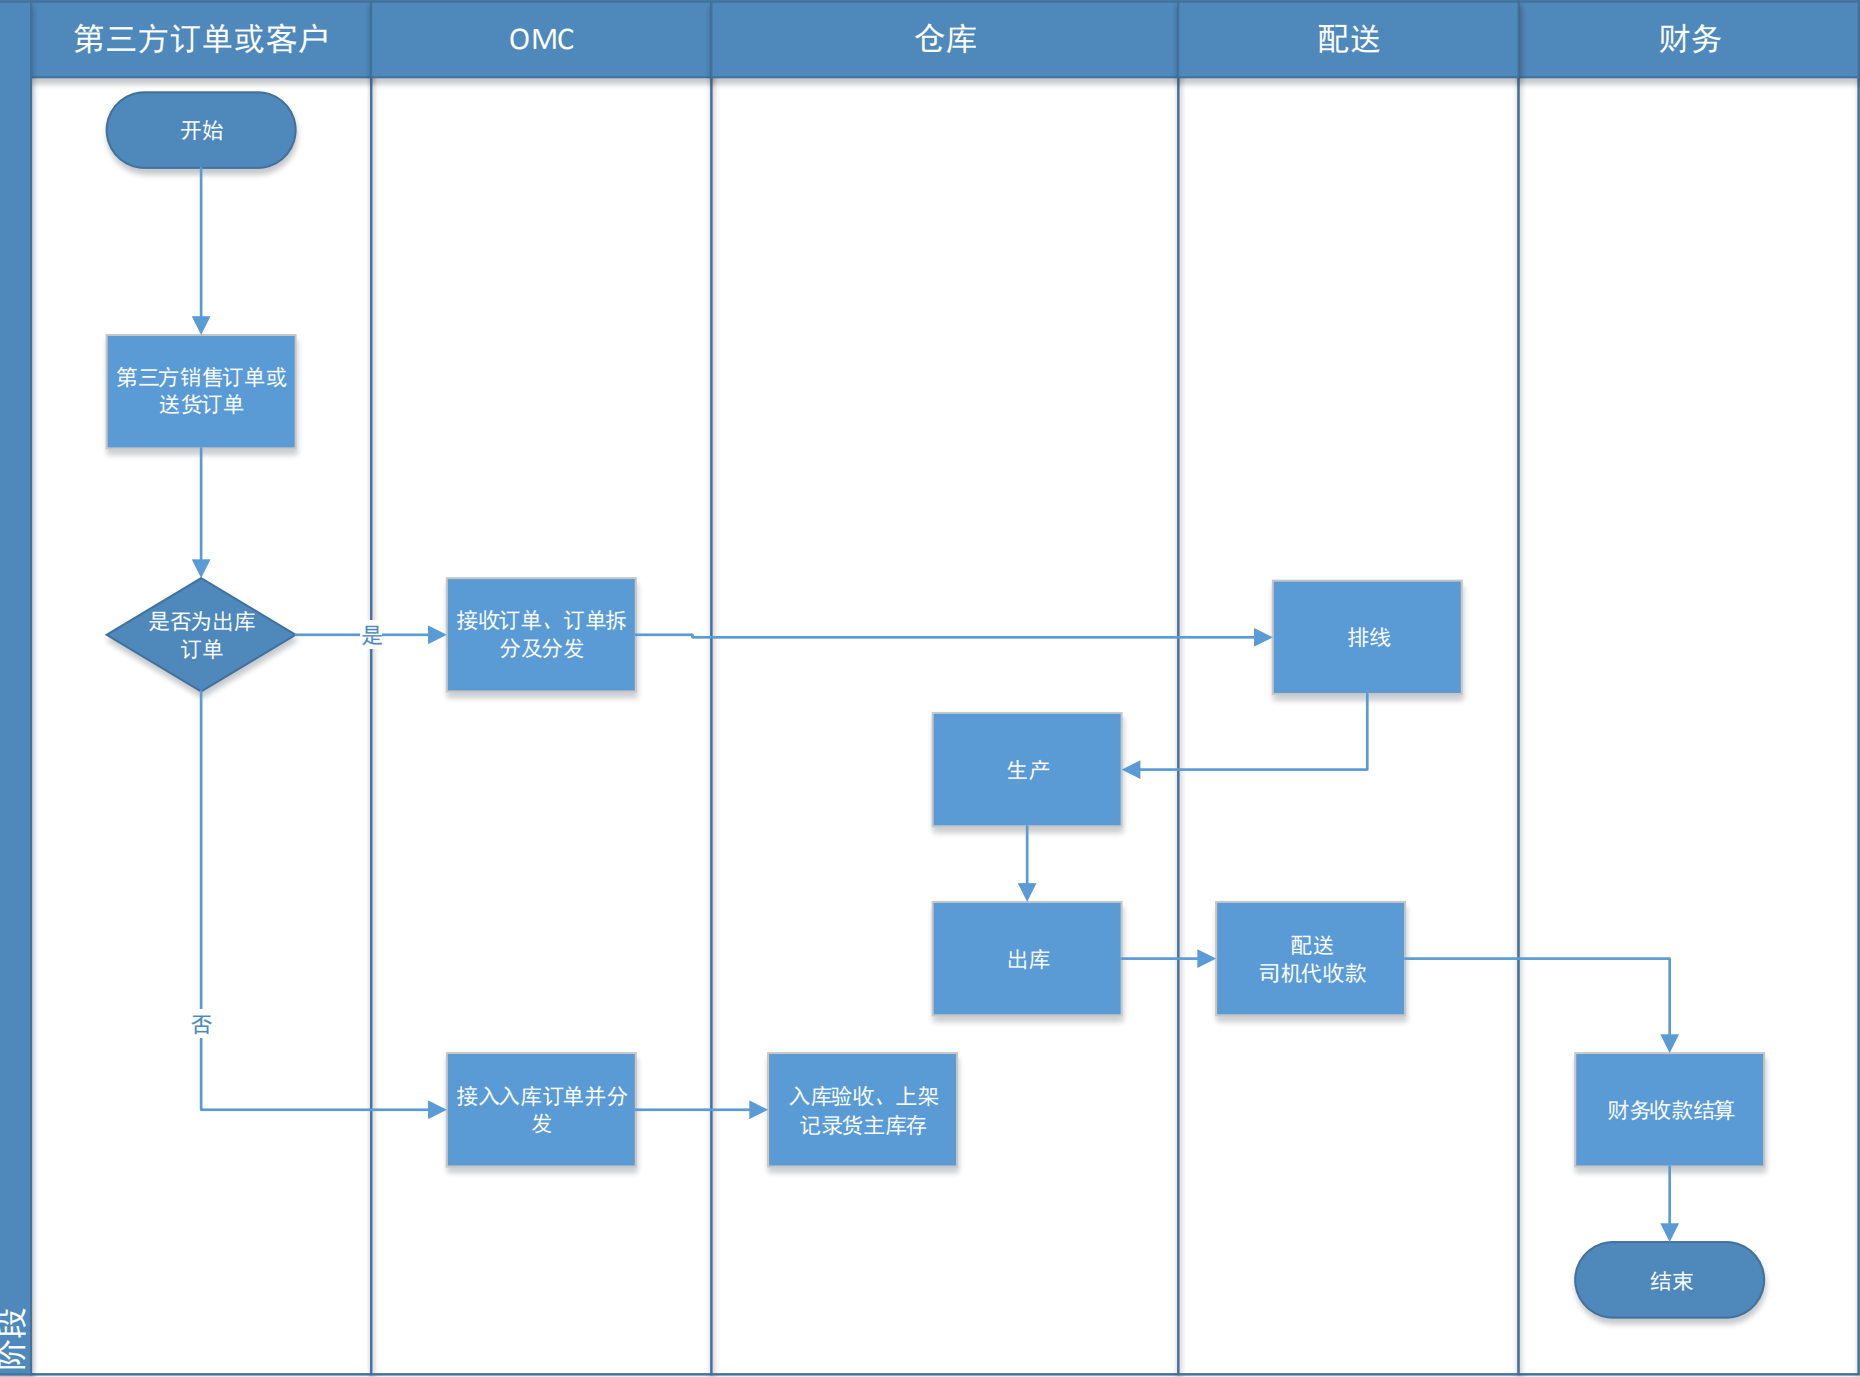 第三方订单或客户
OMC
仓库
配送
财务
开始
第三方销售订单或
送货订单
是否为出库
订单
是
接收订单、订单拆
分及分发
排线
生产
出库
配送
司机代收款
否
接入入库订单并分
发
入库验收、上架
记录货主库存
财务收款结算
结束
阶段